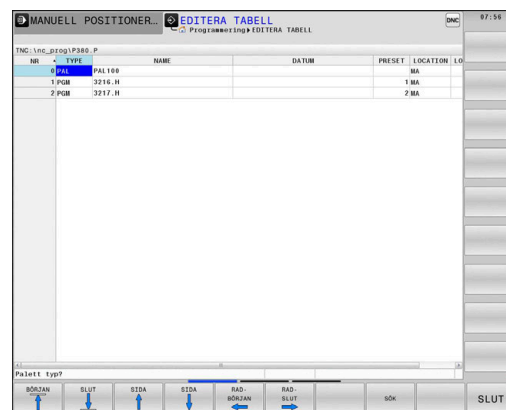 MANUELL POSITIONER… EDITERA TABELL DNC 07:56
Programmering▸EDITERA TABELL
TNC:\nc_prog\P380.P
NR TYPE NAME DATUM PRESET LOCATION LO
0 PAL PAL100 MA
1 PGM 3216.H 1 MA
2 PGM 3217.H 2 MA
Palett typ?
BÖRJAN SLUT SIDA SIDA RAD-BÖRJAN RAD-SLUT SÖK SLUT